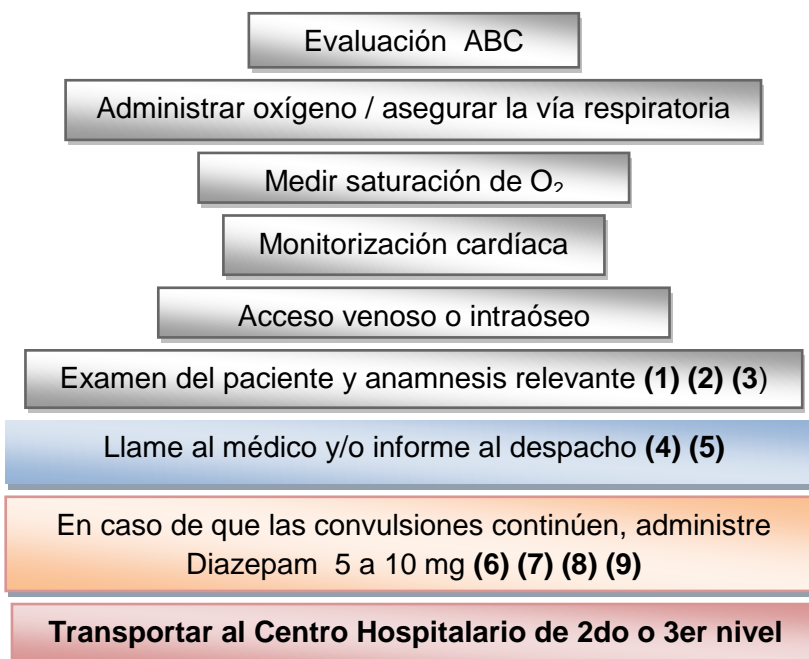 Evaluación ABC
Administrar oxígeno / asegurar la vía respiratoria
Medir saturación de O₂
Monitorización cardíaca
Acceso venoso o intraóseo
Examen del paciente y anamnesis relevante (1) (2) (3)
Llame al médico y/o informe al despacho (4) (5)
En caso de que las convulsiones continúen, administre
Diazepam 5 a 10 mg (6) (7) (8) (9)
Transportar al Centro Hospitalario de 2do o 3er nivel